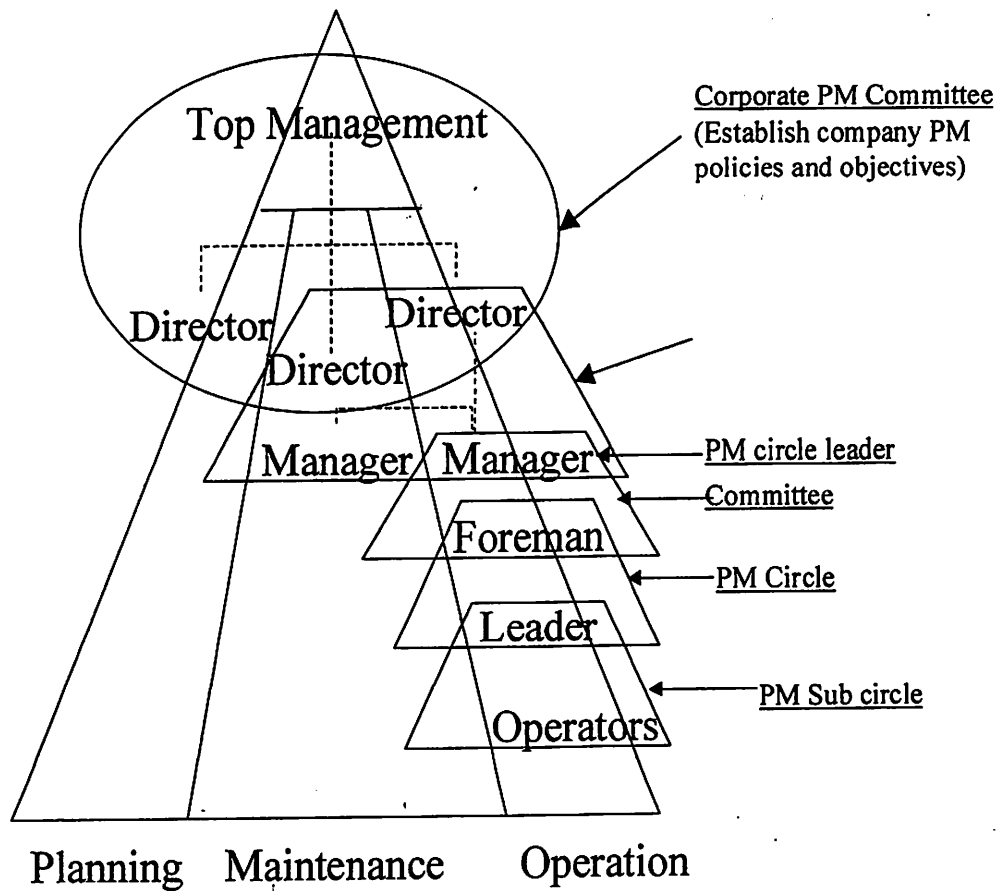 Top Management
Corporate PM Committee
(Establish company PM
policies and objectives)
Director
Director
Director
Manager
Manager
PM circle leader
Committee
Foreman
PM Circle
Leader
PM Sub circle
Operators
Planning
Maintenance
Operation